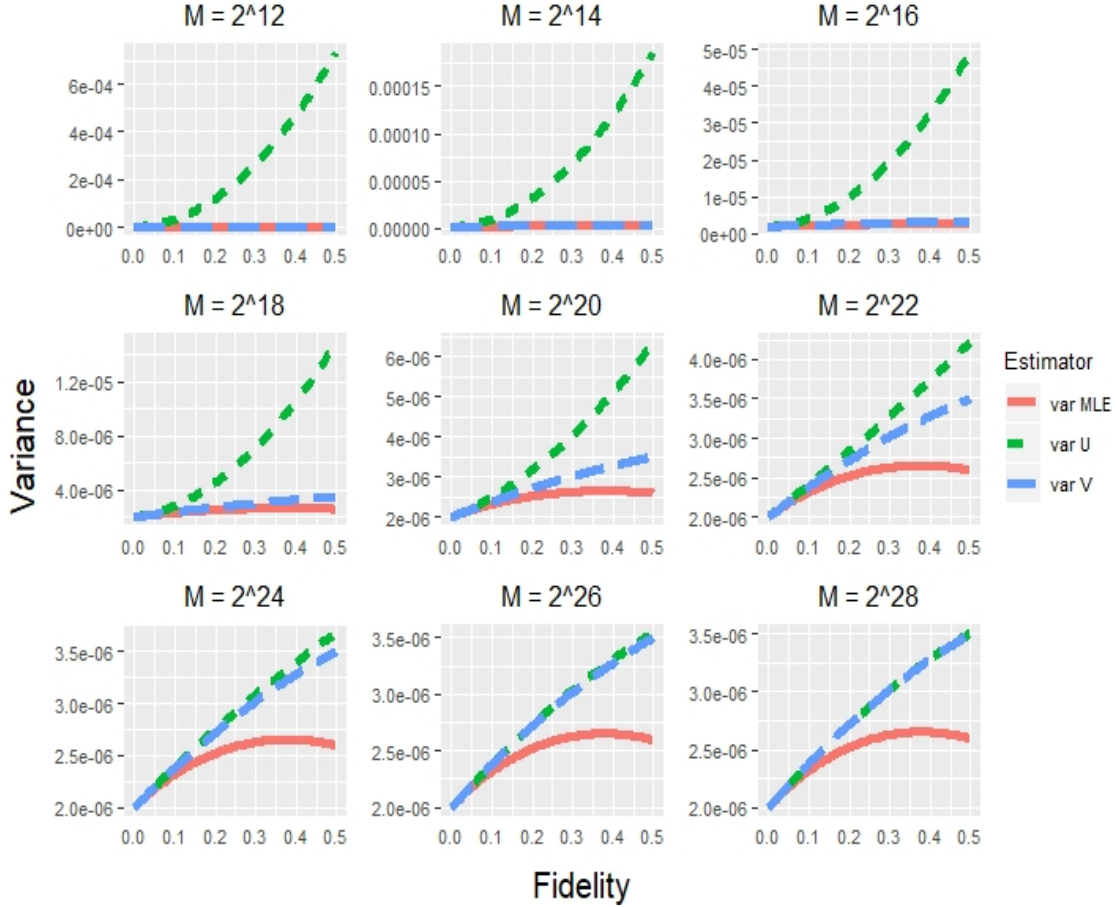 M = 2^12 M = 2^14 M = 2^16
6e-04
4e-04
2e-04
0e+00
0.0 0.1 0.2 0.3 0.4 0.5
0.00015
0.00010
0.00005
0.00000
0.0 0.1 0.2 0.3 0.4 0.5
5e-05
4e-05
3e-05
2e-05
1e-05
0e+00
0.0 0.1 0.2 0.3 0.4 0.5
M = 2^18 M = 2^20 M = 2^22
1.2e-05
8.0e-06
4.0e-06
0.0 0.1 0.2 0.3 0.4 0.5
6e-06
5e-06
4e-06
3e-06
2e-06
0.0 0.1 0.2 0.3 0.4 0.5
4.0e-06
3.5e-06
3.0e-06
2.5e-06
2.0e-06
0.0 0.1 0.2 0.3 0.4 0.5
M = 2^24 M = 2^26 M = 2^28
3.5e-06
3.0e-06
2.5e-06
2.0e-06
0.0 0.1 0.2 0.3 0.4 0.5
3.5e-06
3.0e-06
2.5e-06
2.0e-06
0.0 0.1 0.2 0.3 0.4 0.5
3.5e-06
3.0e-06
2.5e-06
2.0e-06
0.0 0.1 0.2 0.3 0.4 0.5
Variance
Fidelity
Estimator
var MLE
var U
var V